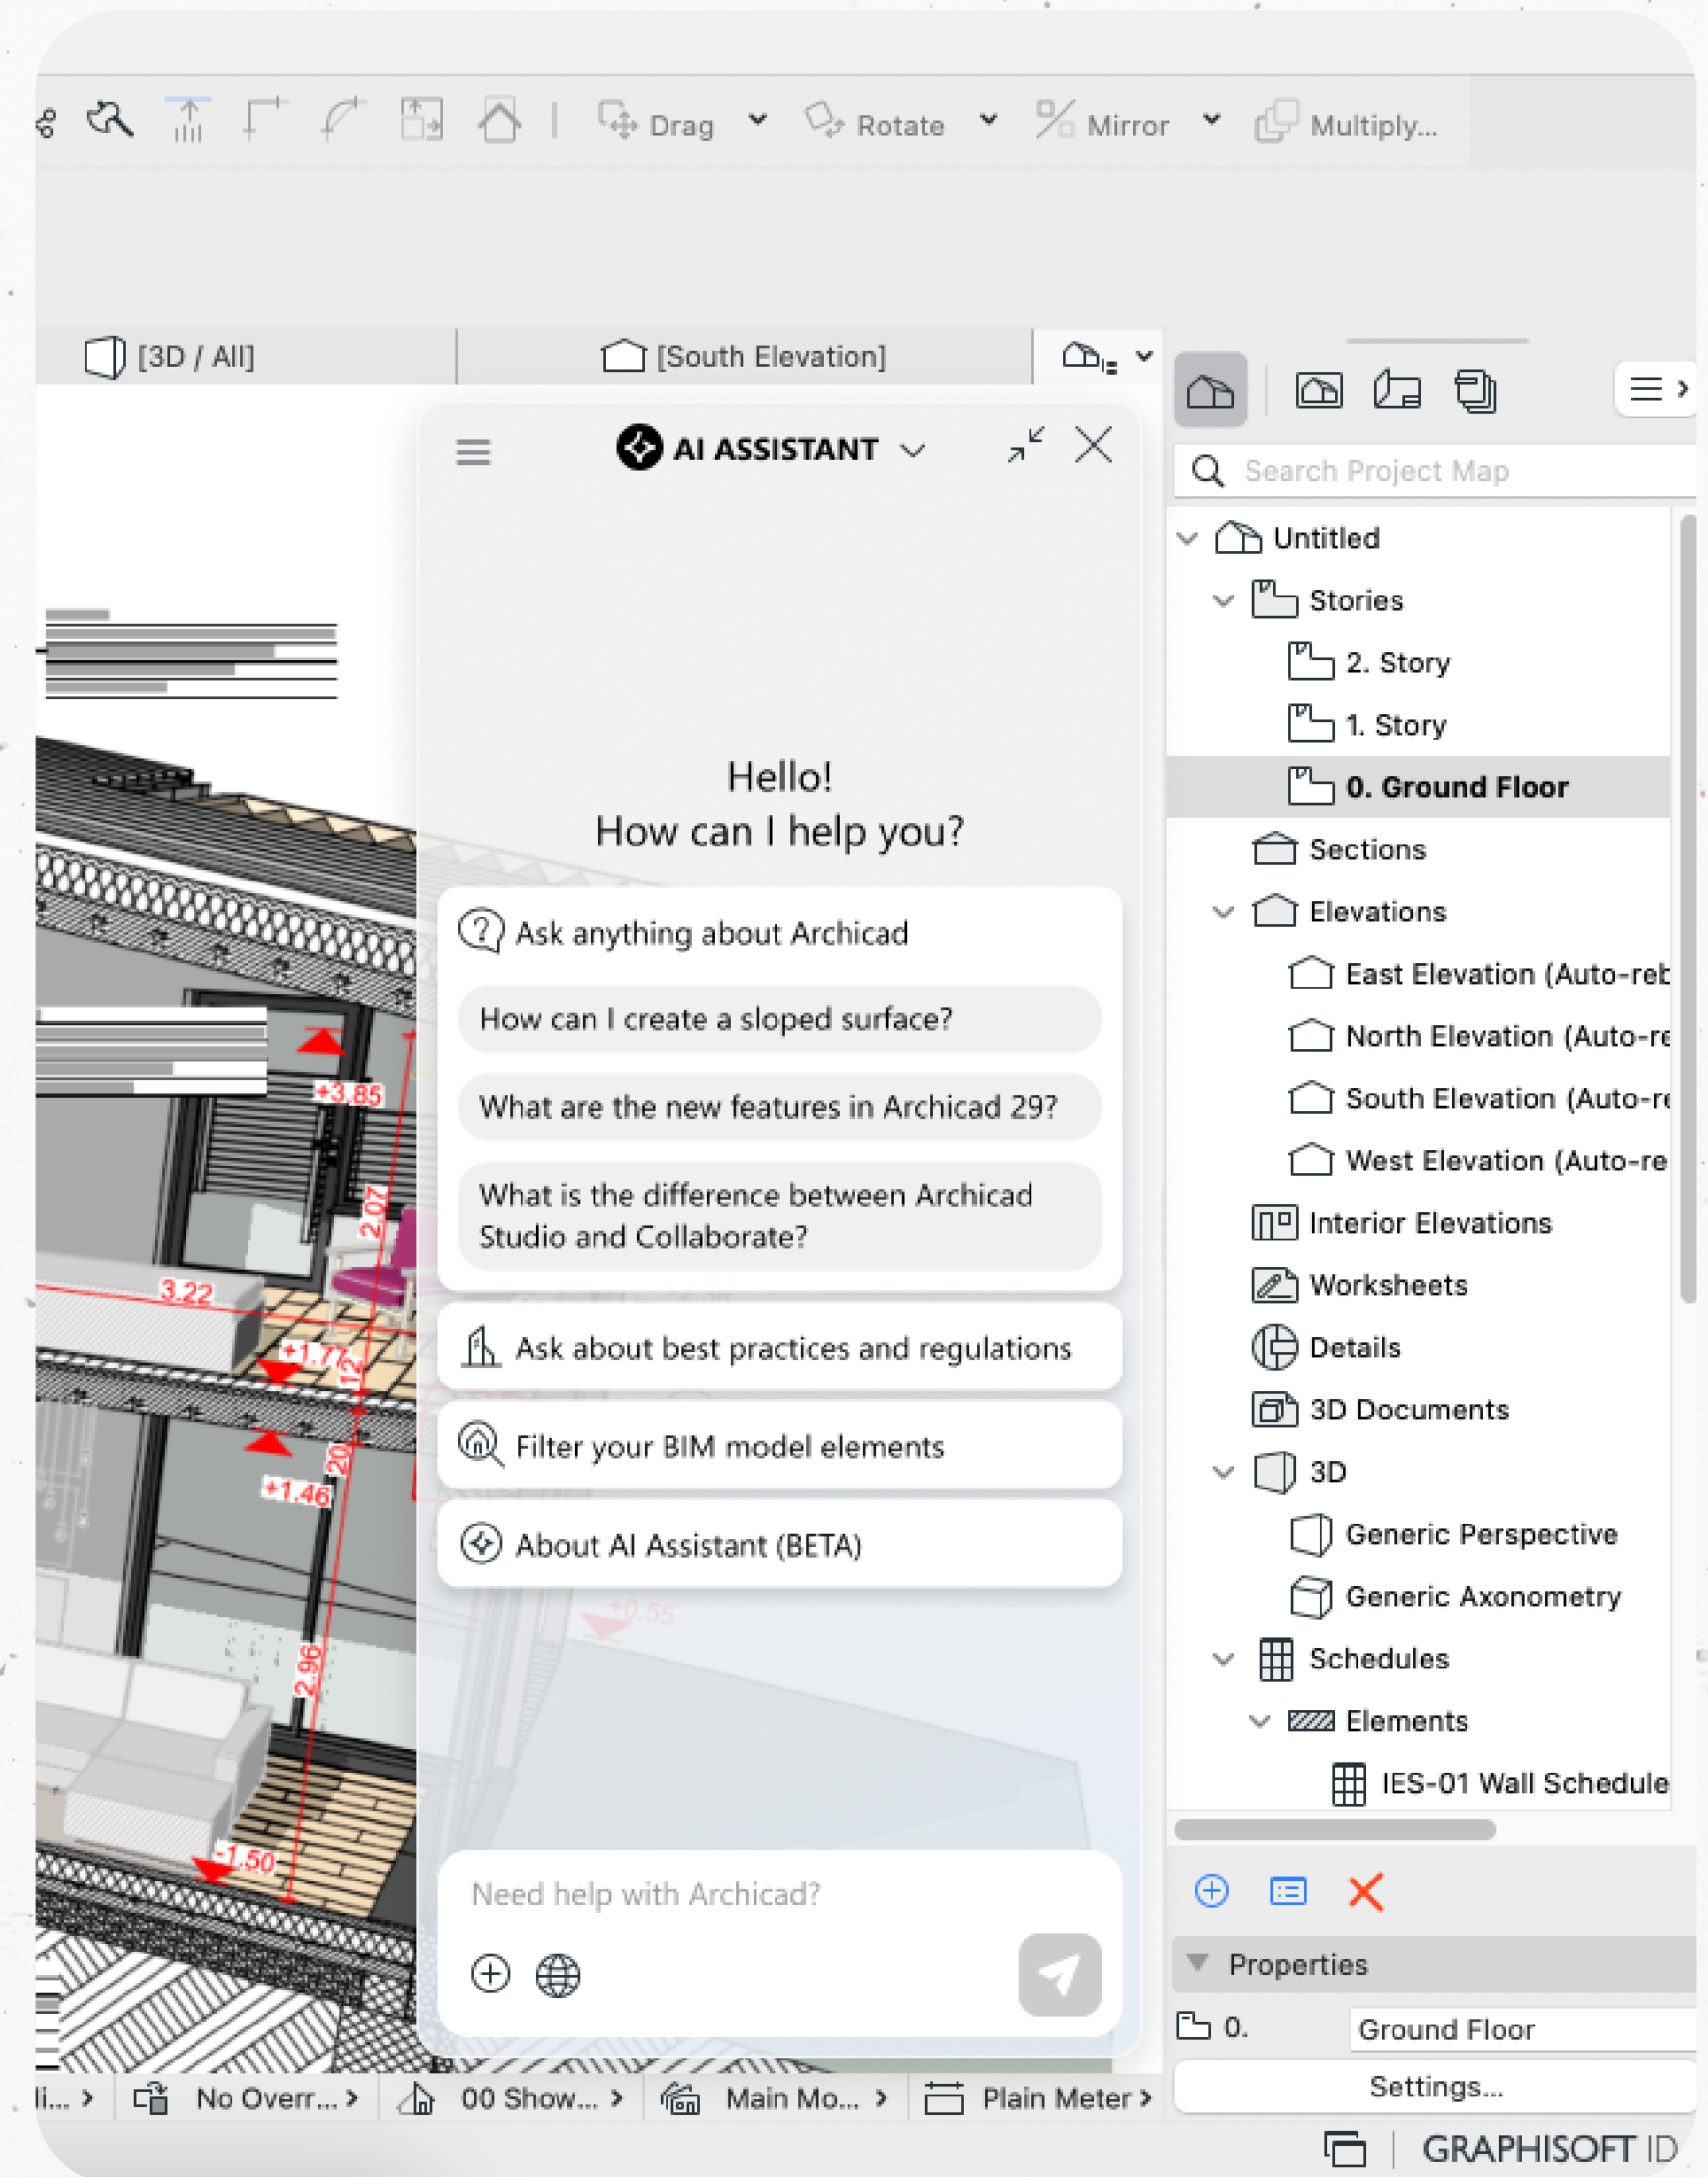 Drag
Rotate
Mirror
Multiply...
[3D / All]
[South Elevation]
AI ASSISTANT
Hello!
How can I help you?
Ask anything about Archicad
How can I create a sloped surface?
What are the new features in Archicad 29?
What is the difference between Archicad
Studio and Collaborate?
Ask about best practices and regulations
Filter your BIM model elements
About AI Assistant (BETA)
Need help with Archicad?
+3.85
2.07
3.22
+1.77
12
20
+1.46
+0.55
2.96
-1.50
Search Project Map
Untitled
Stories
2. Story
1. Story
0. Ground Floor
Sections
Elevations
East Elevation (Auto-reb
North Elevation (Auto-re
South Elevation (Auto-re
West Elevation (Auto-re
Interior Elevations
Worksheets
Details
3D Documents
3D
Generic Perspective
Generic Axonometry
Schedules
Elements
IES-01 Wall Schedule
Properties
0.
Ground Floor
Settings...
li...
No Overr...
00 Show...
Main Mo...
Plain Meter
GRAPHISOFT ID